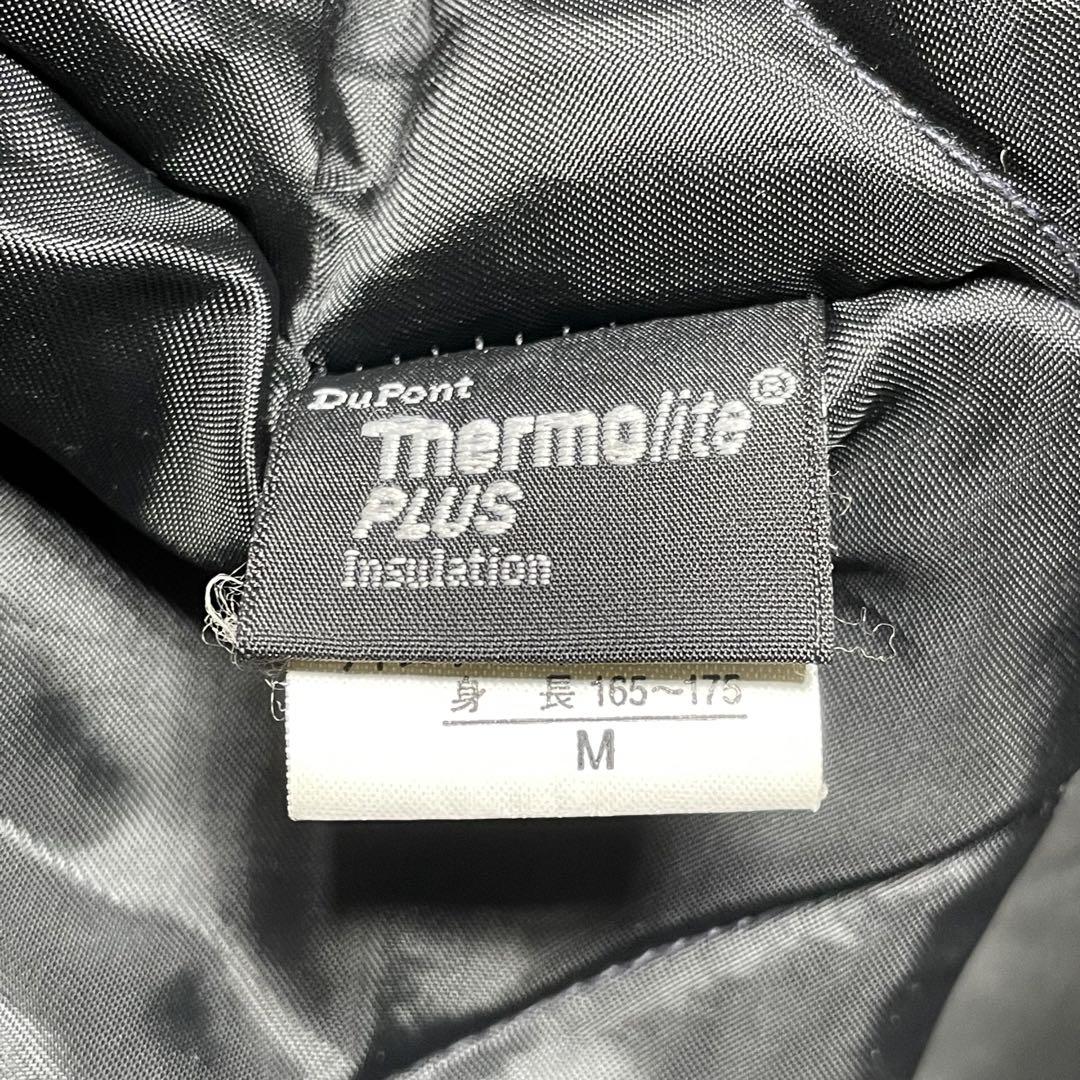 DuPont
Thermolite®
PLUS
Insulation
身 長 165~175
M